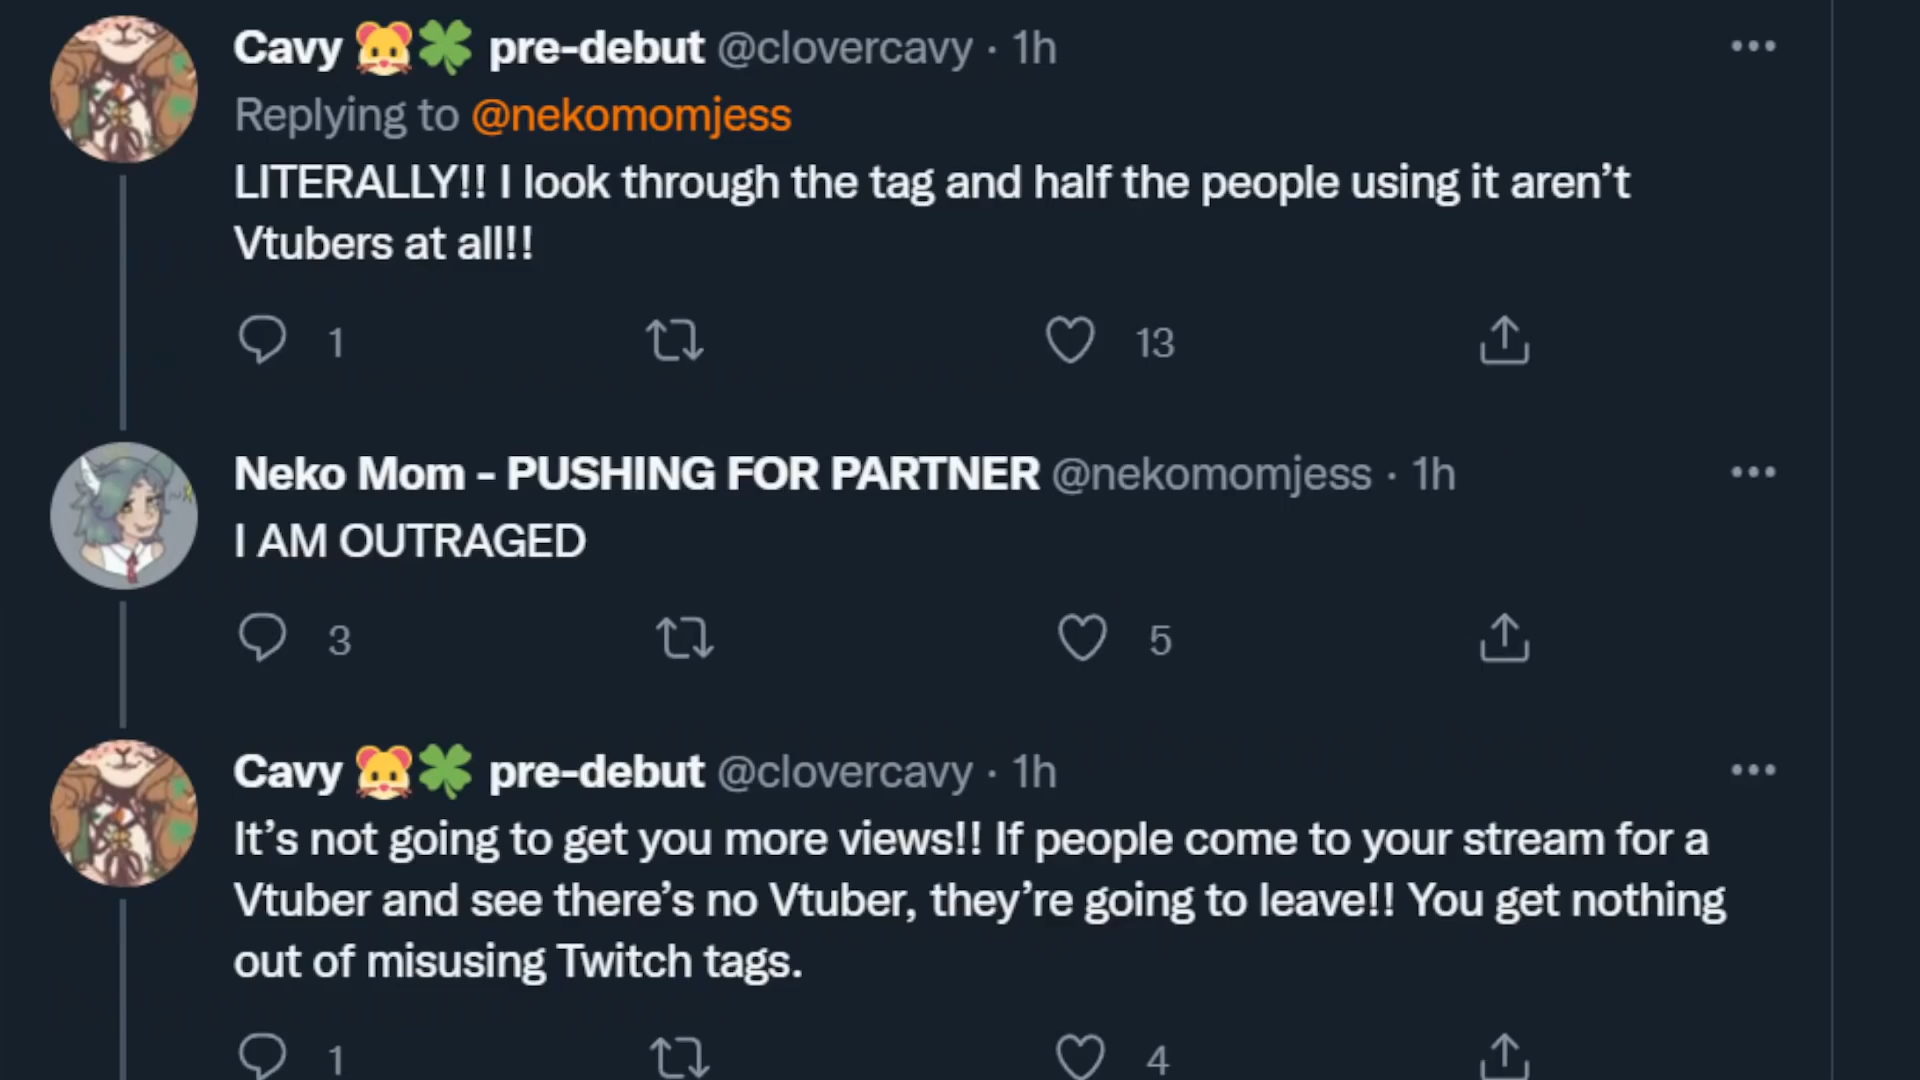 Cavy 🐹🍀 pre-debut @clovercavy · 1h
Replying to @nekomomjess
LITERALLY!! I look through the tag and half the people using it aren’t
Vtubers at all!!
1 13
Neko Mom - PUSHING FOR PARTNER @nekomomjess · 1h
I AM OUTRAGED
3 5
Cavy 🐹🍀 pre-debut @clovercavy · 1h
It’s not going to get you more views!! If people come to your stream for a
Vtuber and see there’s no Vtuber, they’re going to leave!! You get nothing
out of misusing Twitch tags.
1 4